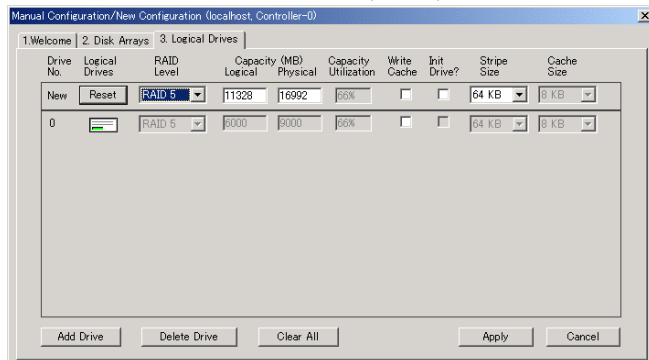 Manual Configuration/New Configuration (localhost, Controller-0)
1.Welcome 2. Disk Arrays 3. Logical Drives
Drive No. Logical Drives RAID Level Capacity (MB) Logical Physical Capacity Utilization Write Cache Init Drive? Stripe Size Cache Size
New Reset RAID 5 11328 16992 66% 64 KB 8 KB
0 RAID 5 6000 9000 66% 64 KB 8 KB
Add Drive Delete Drive Clear All Apply Cancel